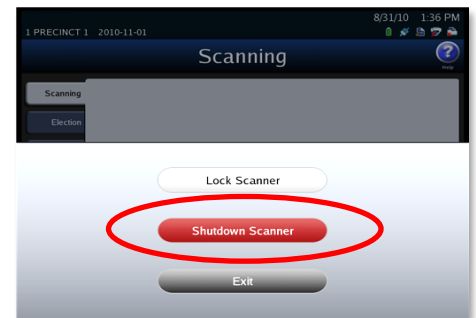 8/31/10 1:36 PM
1 PRECINCT 1 2010-11-01
Scanning
Help
Scanning
Election
Lock Scanner
Shutdown Scanner
Exit